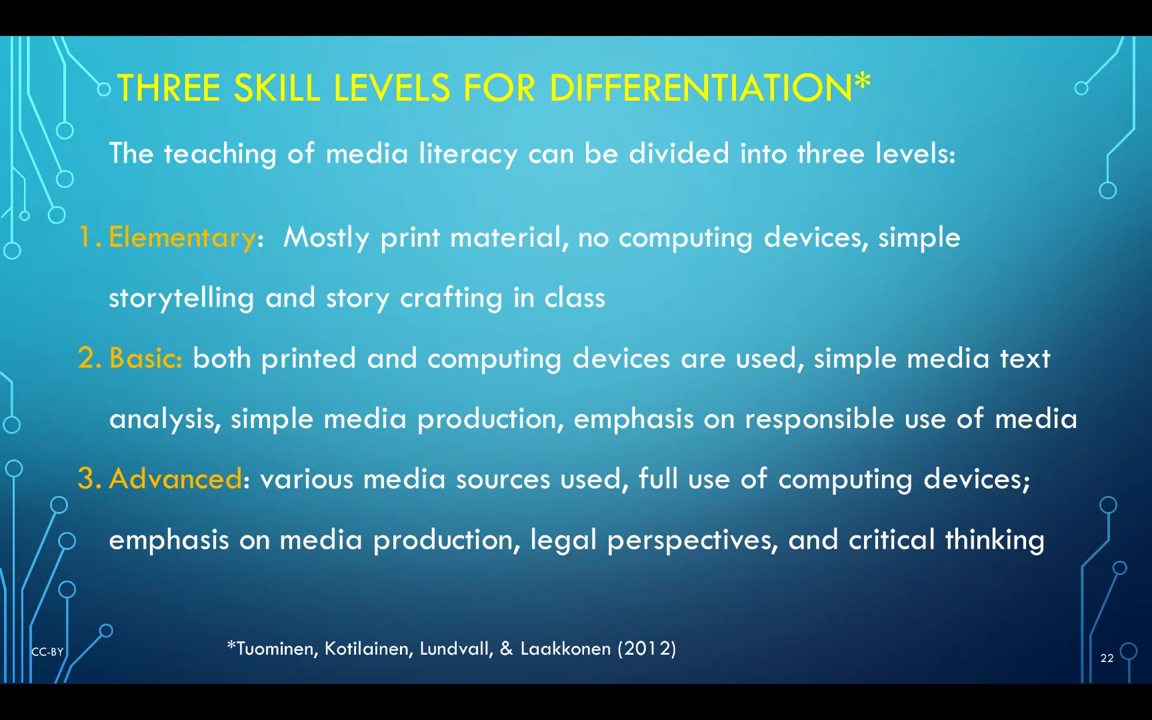 THREE SKILL LEVELS FOR DIFFERENTIATION*
The teaching of media literacy can be divided into three levels:
1. Elementary:  Mostly print material, no computing devices, simple
storytelling and story crafting in class
2. Basic: both printed and computing devices are used, simple media text
analysis, simple media production, emphasis on responsible use of media
3. Advanced: various media sources used, full use of computing devices;
emphasis on media production, legal perspectives, and critical thinking
*Tuominen, Kotilainen, Lundvall, & Laakkonen (2012)
CC-BY
22